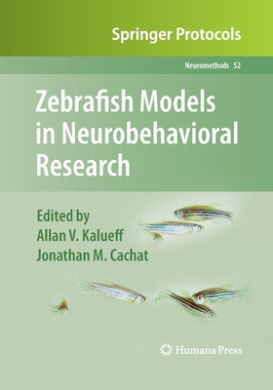 Springer Protocols
Neuromethods 52
Zebrafish Models
in Neurobehavioral
Research
Edited by
Allan V. Kalueff
Jonathan M. Cachat
Humana Press